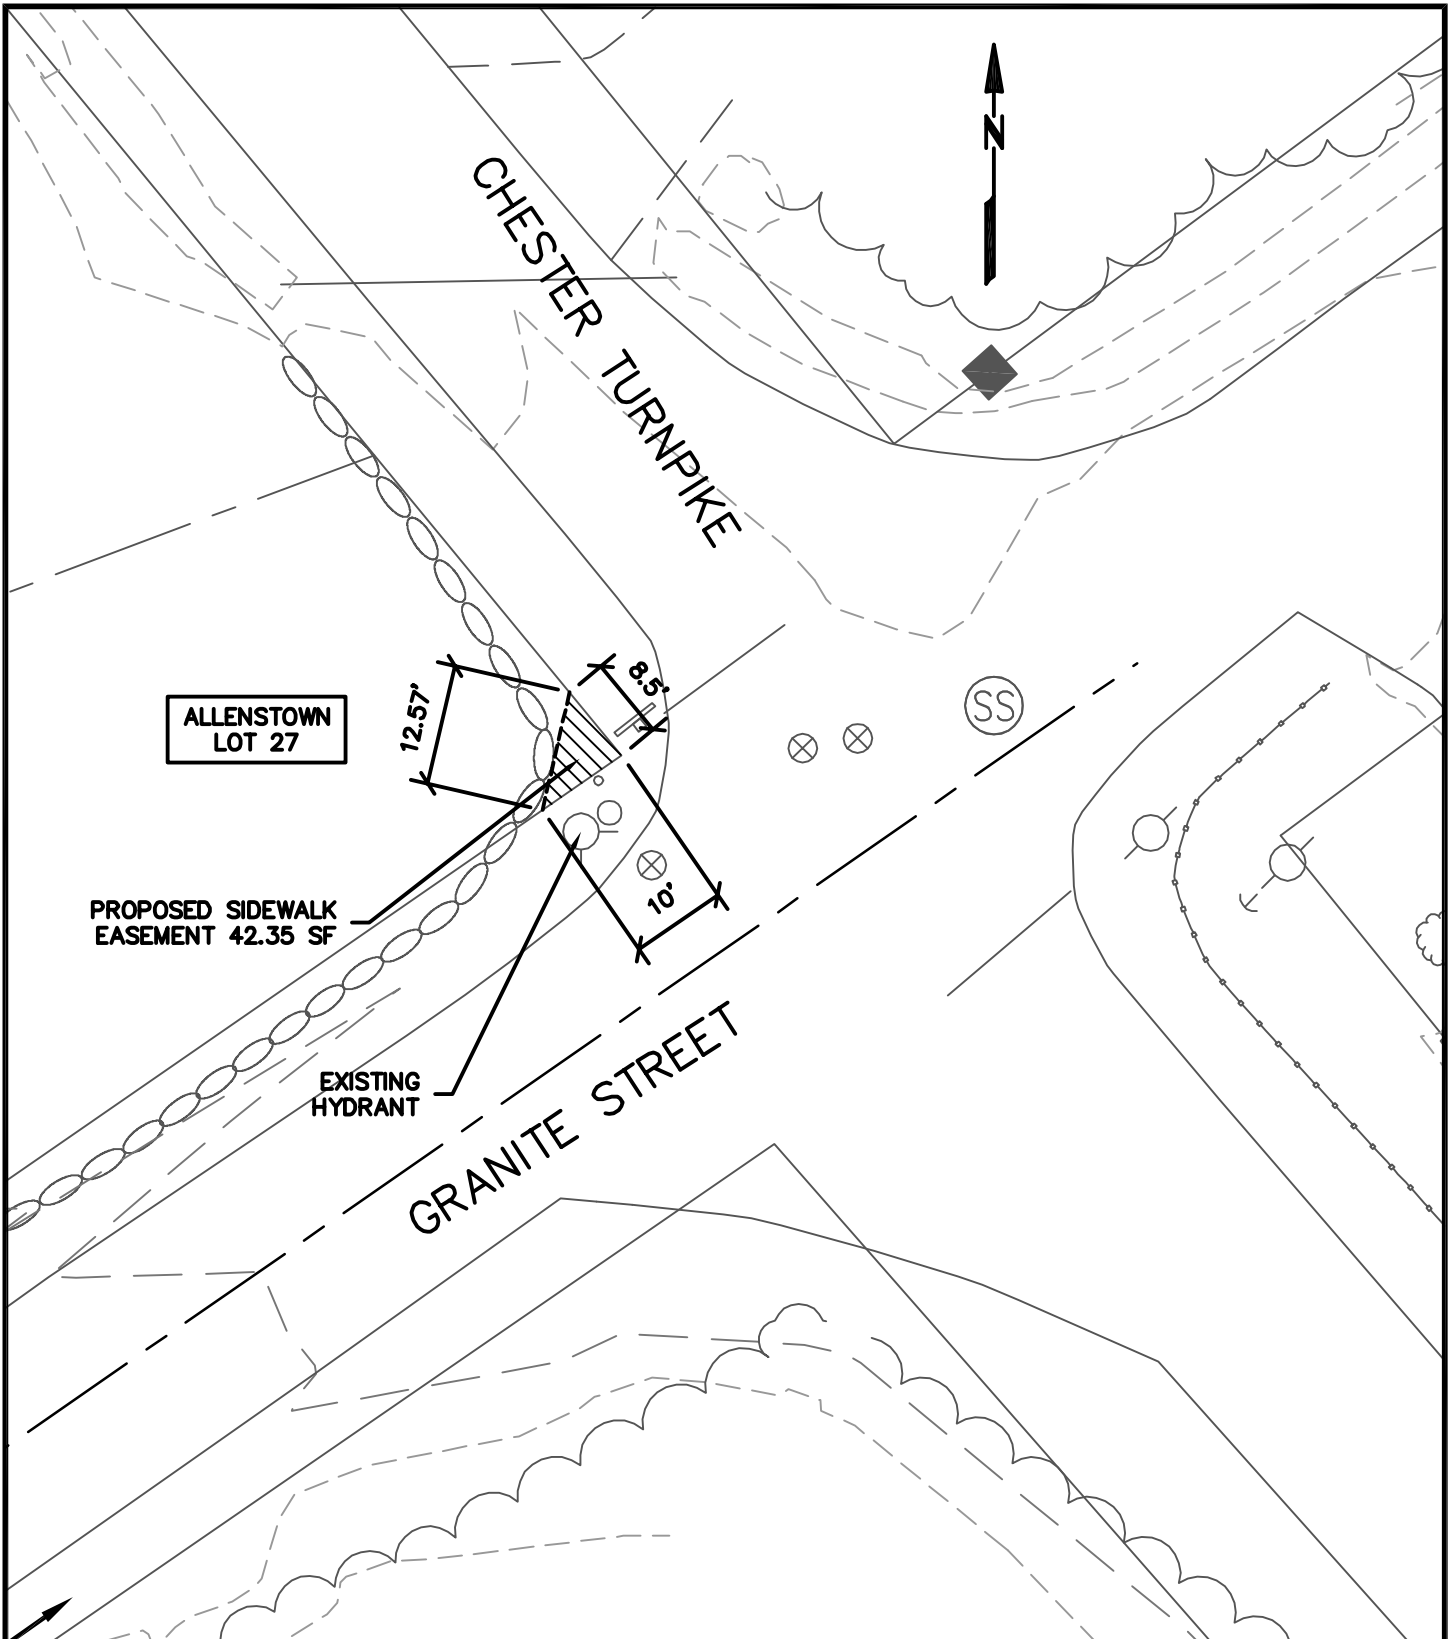 N
CHESTER TURNPIKE
8.5'
12.57'
ALLENSTOWN
LOT 27
10'
PROPOSED SIDEWALK
EASEMENT 42.35 SF
SS
EXISTING
HYDRANT
GRANITE STREET